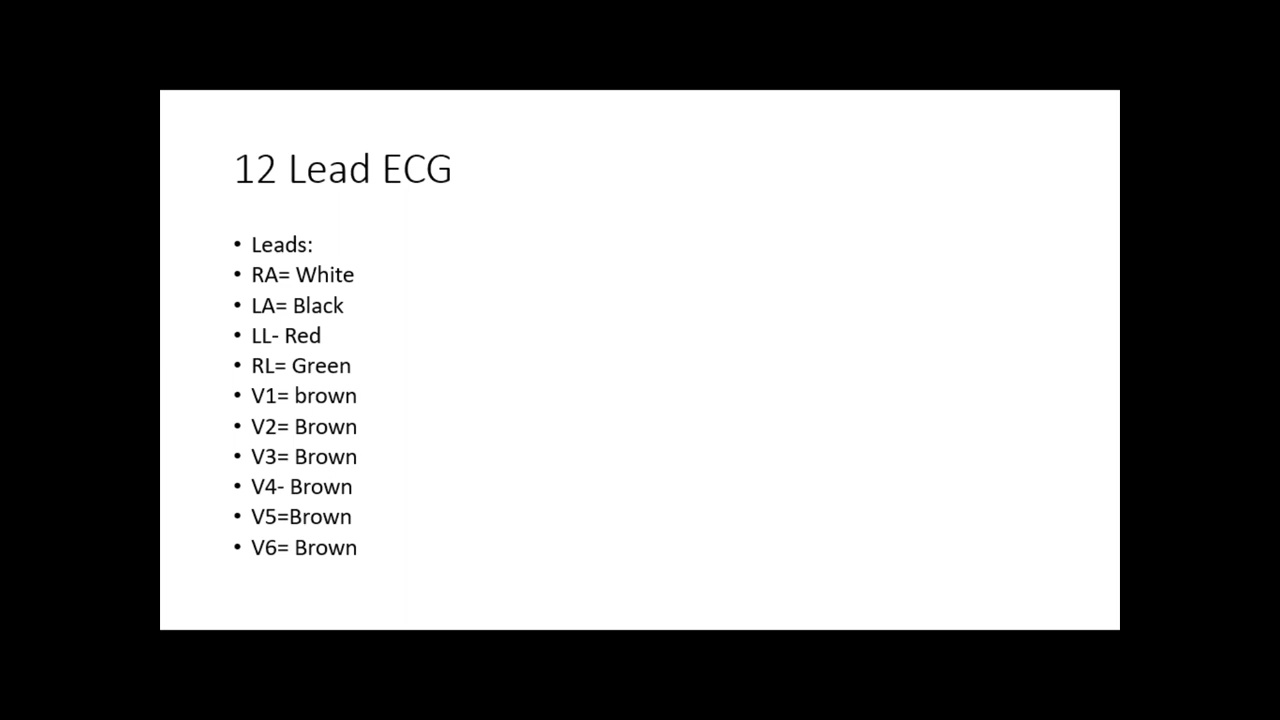 12 Lead ECG
• Leads:
• RA= White
• LA= Black
• LL- Red
• RL= Green
• V1= brown
• V2= Brown
• V3= Brown
• V4- Brown
• V5=Brown
• V6= Brown